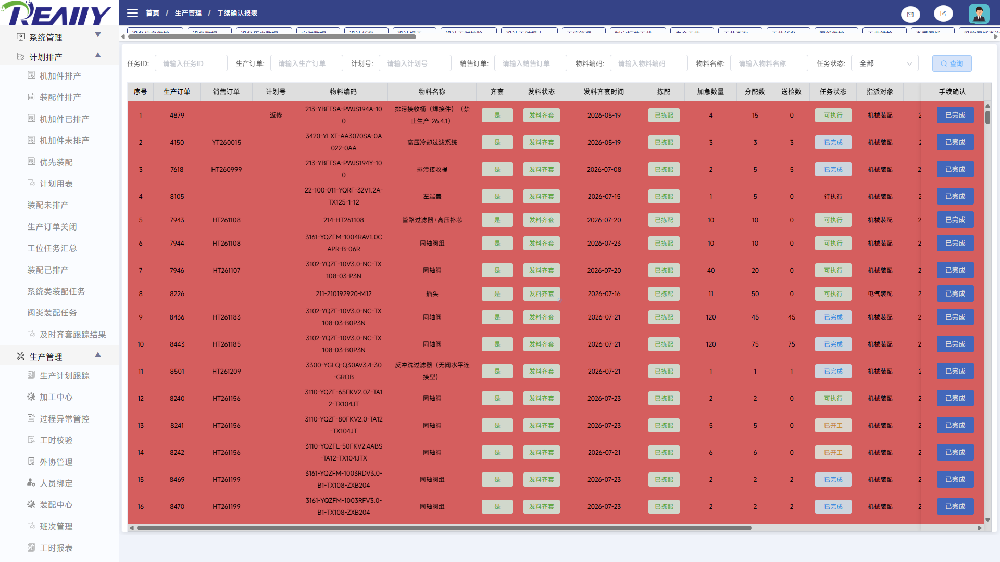 REAllY
首页 / 生产管理 / 手续确认报表
系统管理
计划排产
机加件排产
装配件排产
机加件已排产
机加件未排产
优先装配
计划用表
装配未排产
生产订单关闭
工位任务汇总
装配已排产
系统类装配任务
阀类装配任务
及时齐套跟踪结果
生产管理
生产计划跟踪
加工中心
过程异常管控
工时校验
外协管理
人员绑定
装配中心
班次管理
工时报表
任务ID: 请输入任务ID 生产订单: 请输入生产订单 计划号: 请输入计划号 销售订单: 请输入销售订单 物料编码: 请输入物料编码 物料名称: 请输入物料名称 任务状态: 全部 查询
序号 生产订单 销售订单 计划号 物料编码 物料名称 齐套 发料状态 发料齐套时间 拣配 加急数量 分配数 送检数 任务状态 指派对象 手续确认
1 4879 返修 213-YBFFSA-PWJS194A-10 排污接收桶（焊接件）（禁 是 发料齐套 2026-05-19 已拣配 4 15 0 可执行 机械装配 2 已完成
0 止生产 26.4.1）
2 4150 YT260015 3420-YLXT-AA3070SA-0A 高压冷却过滤系统 是 发料齐套 2026-05-19 已拣配 3 3 3 已完成 机械装配 2 已完成
022-0AA
3 7618 HT260999 213-YBFFSA-PWJS194Y-10 排污接收桶 是 发料齐套 2026-07-08 已拣配 2 5 5 已完成 机械装配 2 已完成
0
4 8105 22-100-011-YQRF-32V1.2A- 左端盖 是 发料齐套 2026-07-15 已拣配 1 5 0 待执行 机械装配 2 已完成
TX125-1-12
5 7943 HT261108 214-HT261108 管路过滤器+高压补芯 是 发料齐套 2026-07-20 已拣配 10 10 0 可执行 机械装配 2 已完成
6 7944 HT261108 3161-YQZFM-1004RAV1.0C 同轴阀组 是 发料齐套 2026-07-23 已拣配 10 10 0 可执行 机械装配 2 已完成
APR-B-06R
7 7946 HT261107 3102-YQZF-10V3.0-NC-TX 同轴阀 是 发料齐套 2026-07-20 已拣配 40 20 0 可执行 机械装配 2 已完成
108-03-P3N
8 8226 211-210192920-M12 插头 是 发料齐套 2026-07-16 已拣配 11 50 0 可执行 电气装配 2 已完成
9 8436 HT261183 3102-YQZF-10V3.0-NC-TX 同轴阀 是 发料齐套 2026-07-21 已拣配 120 45 45 已完成 机械装配 2 已完成
108-03-B0P3N
10 8443 HT261185 3102-YQZF-10V3.0-NC-TX 同轴阀 是 发料齐套 2026-07-21 已拣配 120 75 75 已完成 机械装配 2 已完成
108-03-B0P3N
11 8501 HT261209 3300-YGLQ-Q30AV3.4-30 反冲洗过滤器（无阀水平连 是 发料齐套 2026-07-21 已拣配 1 1 1 已完成 机械装配 2 已完成
-GROB 接型）
12 8240 HT261156 3110-YQZF-65FKV2.0Z-TA1 同轴阀 是 发料齐套 2026-07-23 已拣配 2 2 0 可执行 机械装配 2 已完成
2-TX104JT
13 8241 HT261156 3110-YQZF-80FKV2.0-TA12 同轴阀 是 发料齐套 2026-07-23 已拣配 5 5 0 已开工 机械装配 2 已完成
-TX104JT
14 8242 HT261156 3110-YQZFL-50FKV2.4ABS 同轴阀 是 发料齐套 2026-07-21 已拣配 6 6 0 已开工 机械装配 2 已完成
-TA12-TX104JTX
15 8469 HT261199 3161-YQZFM-1003RDV3.0- 同轴阀组 是 发料齐套 2026-07-23 已拣配 2 2 2 已完成 机械装配 2 已完成
B1-TX108-ZXB204
16 8470 HT261199 3161-YQZFM-1003RFV3.0- 同轴阀组 是 发料齐套 2026-07-23 已拣配 2 2 2 已完成 机械装配 2 已完成
B1-TX108-ZXB204